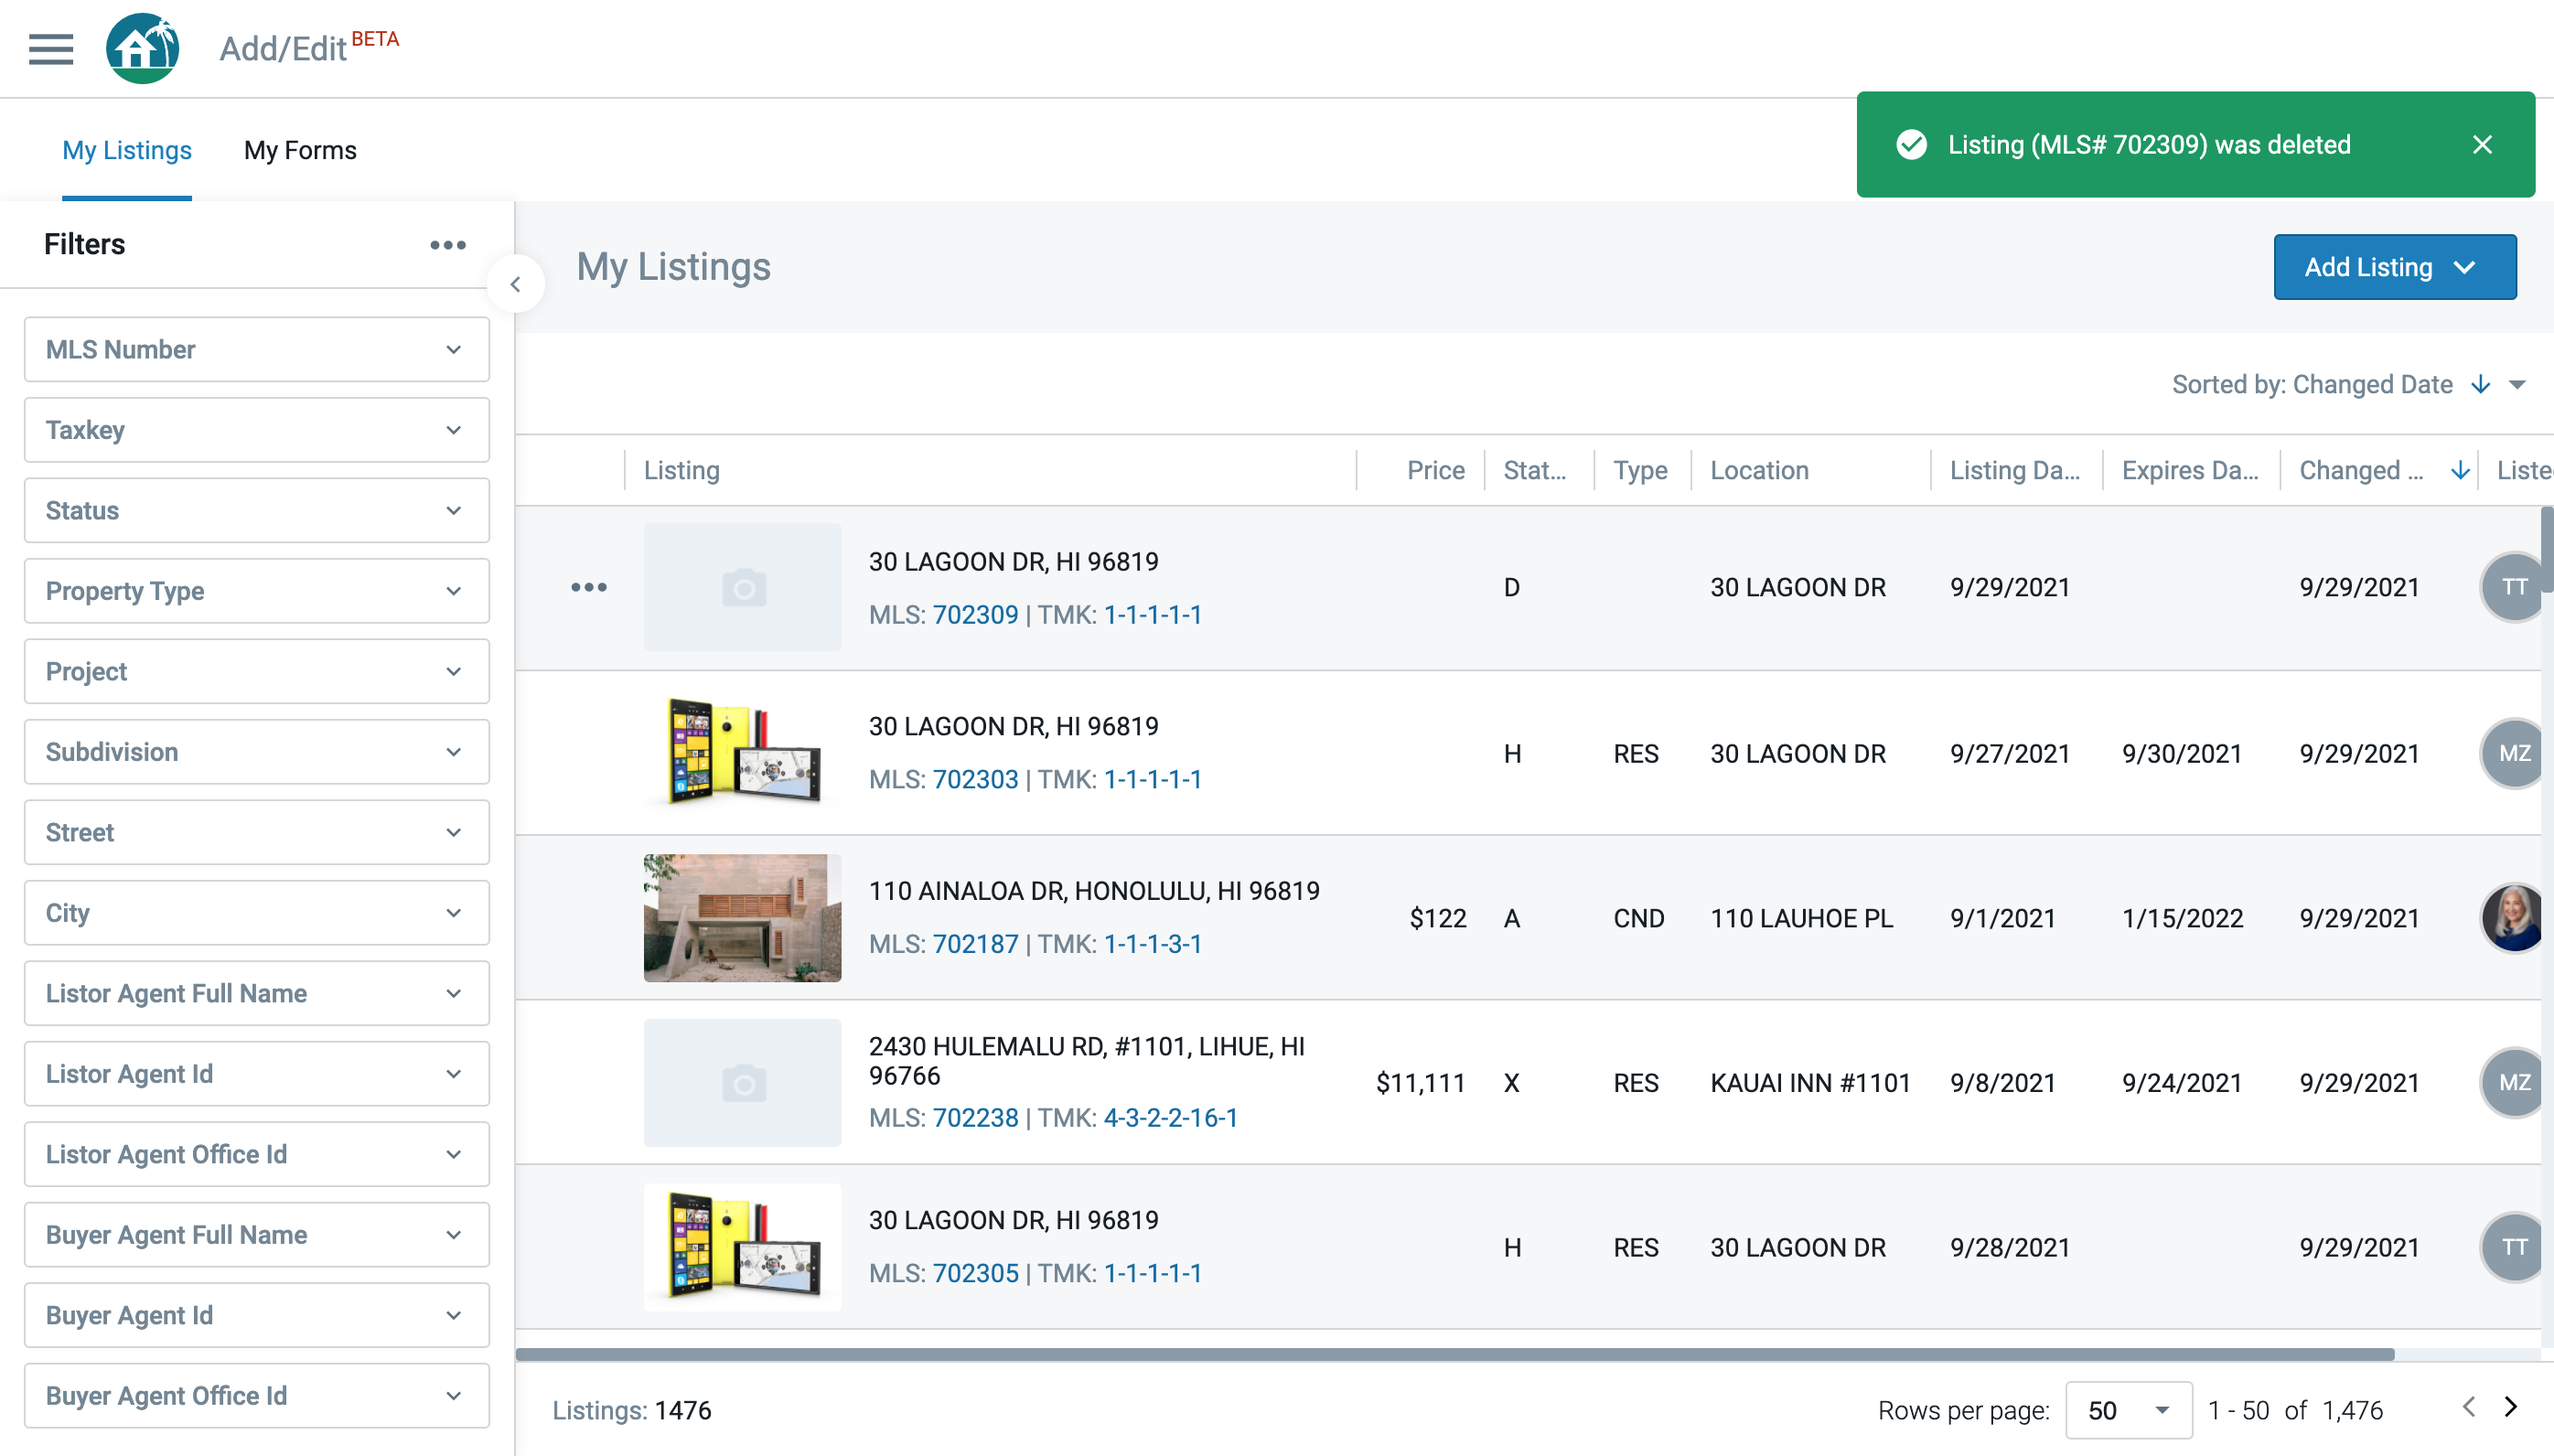 Add/Edit BETA
My Listings
My Forms
Listing (MLS# 702309) was deleted
Filters
MLS Number
Taxkey
Status
Property Type
Project
Subdivision
Street
City
Listor Agent Full Name
Listor Agent Id
Listor Agent Office Id
Buyer Agent Full Name
Buyer Agent Id
Buyer Agent Office Id
My Listings
Add Listing
Sorted by: Changed Date
Listing Price Stat... Type Location Listing Da... Expires Da... Changed ... Liste
30 LAGOON DR, HI 96819
MLS: 702309 | TMK: 1-1-1-1-1
D 30 LAGOON DR 9/29/2021 9/29/2021 TT
30 LAGOON DR, HI 96819
MLS: 702303 | TMK: 1-1-1-1-1
H RES 30 LAGOON DR 9/27/2021 9/30/2021 9/29/2021 MZ
110 AINALOA DR, HONOLULU, HI 96819
MLS: 702187 | TMK: 1-1-1-3-1
$122 A CND 110 LAUHOE PL 9/1/2021 1/15/2022 9/29/2021
2430 HULEMALU RD, #1101, LIHUE, HI
96766
MLS: 702238 | TMK: 4-3-2-2-16-1
$11,111 X RES KAUAI INN #1101 9/8/2021 9/24/2021 9/29/2021 MZ
30 LAGOON DR, HI 96819
MLS: 702305 | TMK: 1-1-1-1-1
H RES 30 LAGOON DR 9/28/2021 9/29/2021 TT
Listings: 1476
Rows per page: 50 1 - 50 of 1,476